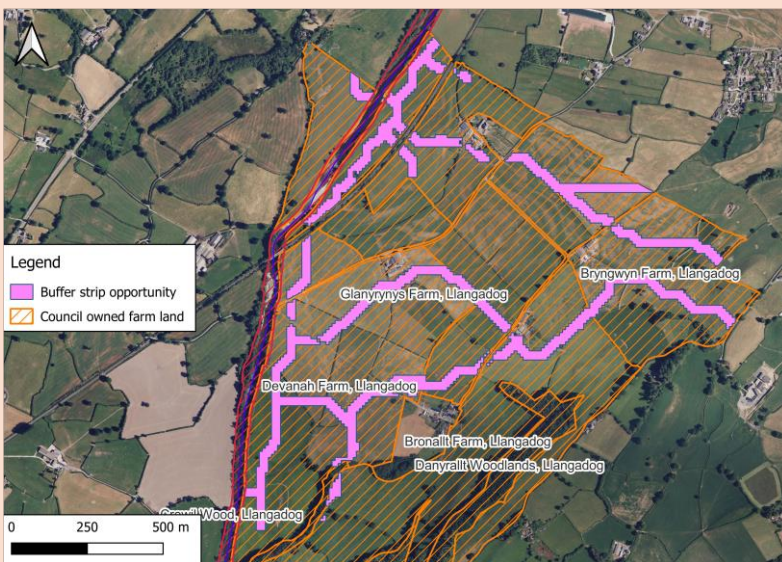 Bryngwyn Farm, Llangadog
Glanyrynys Farm, Llangadog
Devanah Farm, Llangadog
Bronallt Farm, Llangadog
Danyrallt Woodlands, Llangadog
Wood, Llangadog
Legend
Buffer strip opportunity
Council owned farm land
0 250 500 m